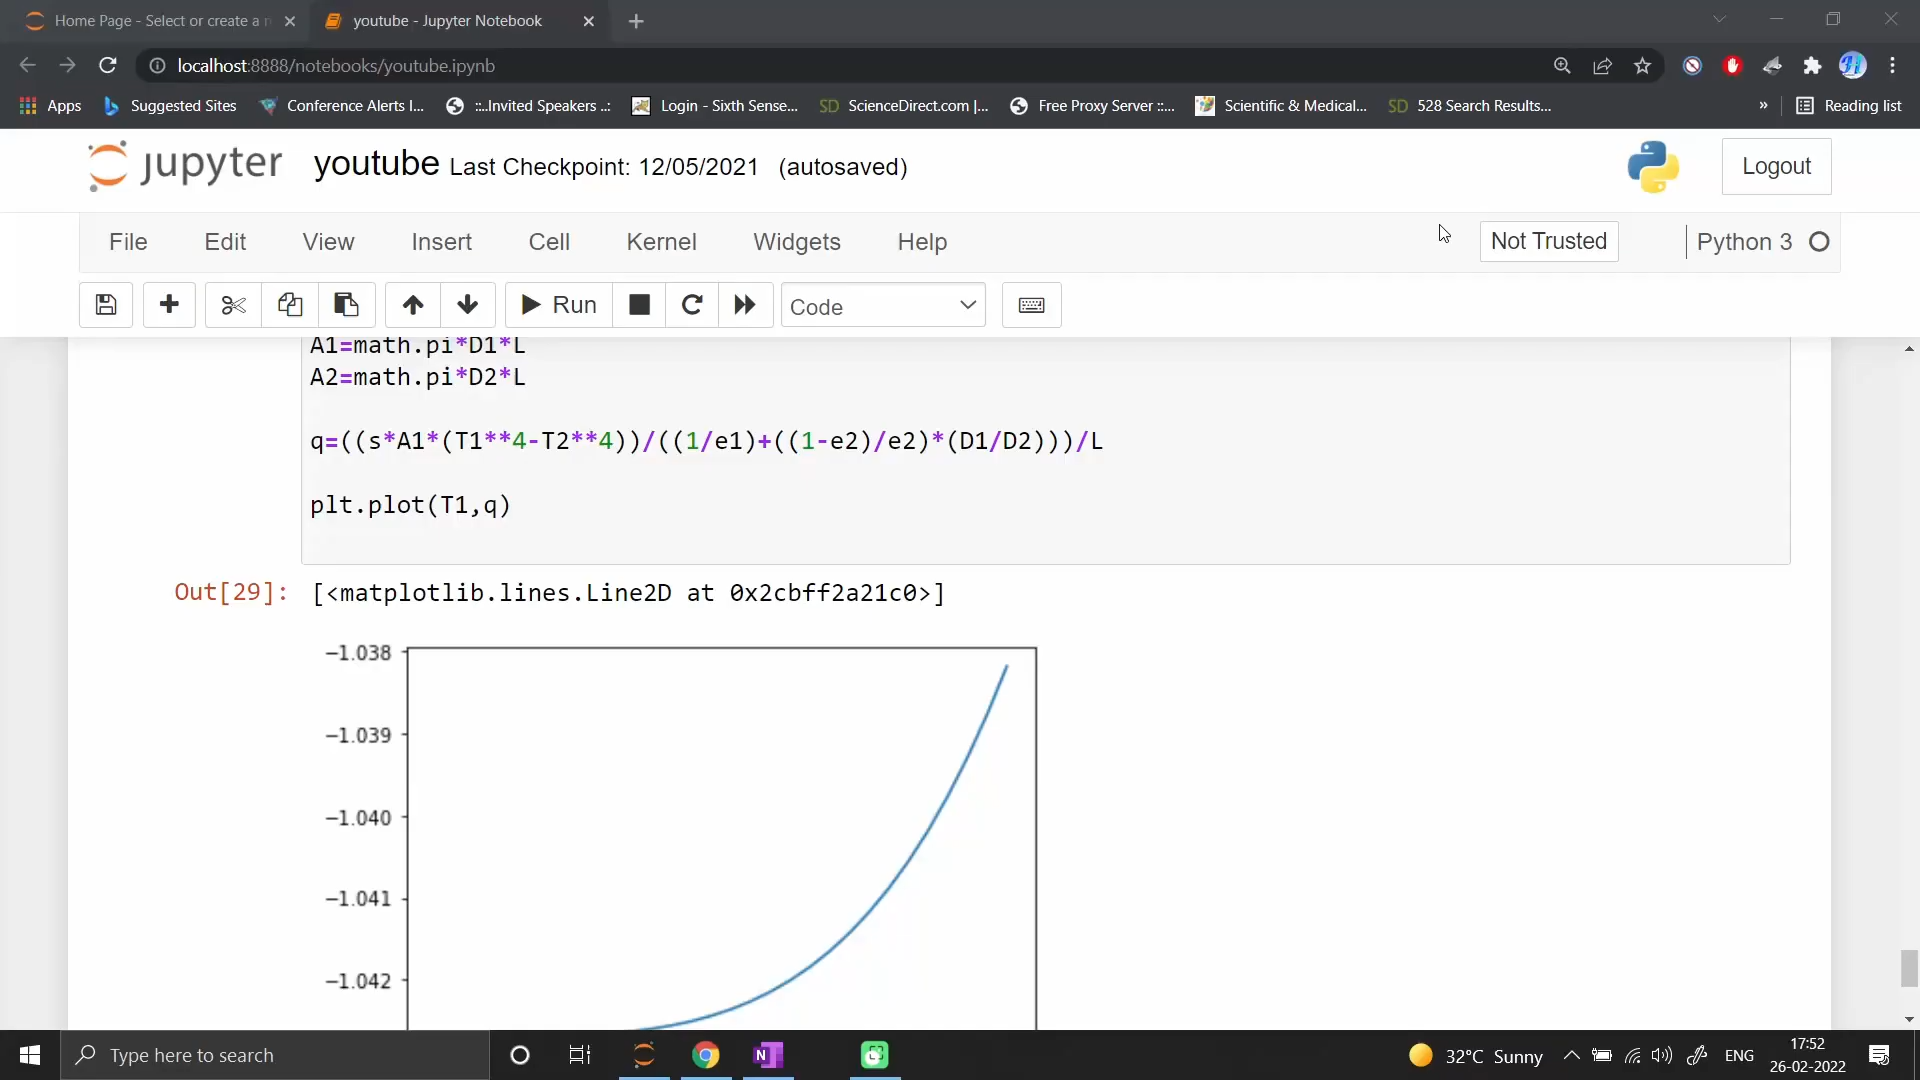 Home Page - Select or create a n
youtube - Jupyter Notebook
localhost:8888/notebooks/youtube.ipynb
Apps
Suggested Sites
Conference Alerts I...
::..Invited Speakers ..:
Login - Sixth Sense...
SD ScienceDirect.com |...
Free Proxy Server ::...
Scientific & Medical...
SD 528 Search Results...
»
Reading list
jupyter youtube Last Checkpoint: 12/05/2021 (autosaved)
Logout
File Edit View Insert Cell Kernel Widgets Help
Not Trusted
Python 3
Run
Code
A1=math.pi*D1*L
A2=math.pi*D2*L
q=((s*A1*(T1**4-T2**4))/((1/e1)+((1-e2)/e2)*(D1/D2)))/L
plt.plot(T1,q)
Out[29]: [<matplotlib.lines.Line2D at 0x2cbff2a21c0>]
−1.038
−1.039
−1.040
−1.041
−1.042
Type here to search
N
32°C Sunny
ENG
17:52
26-02-2022